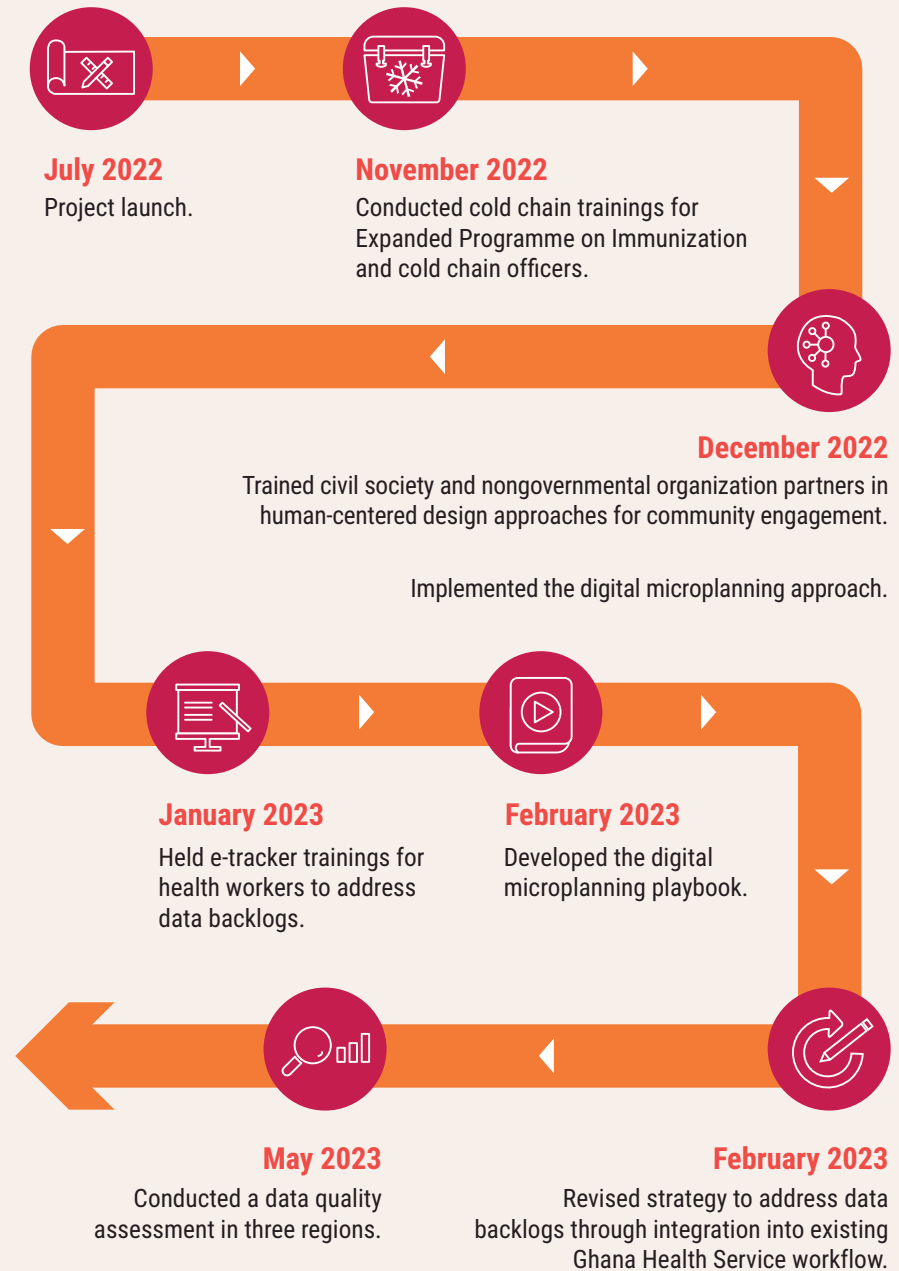 July 2022
Project launch.
November 2022
Conducted cold chain trainings for
Expanded Programme on Immunization
and cold chain officers.
December 2022
Trained civil society and nongovernmental organization partners in
human-centered design approaches for community engagement.
Implemented the digital microplanning approach.
January 2023
Held e-tracker trainings for
health workers to address
data backlogs.
February 2023
Developed the digital
microplanning playbook.
February 2023
Revised strategy to address data
backlogs through integration into existing
Ghana Health Service workflow.
May 2023
Conducted a data quality
assessment in three regions.